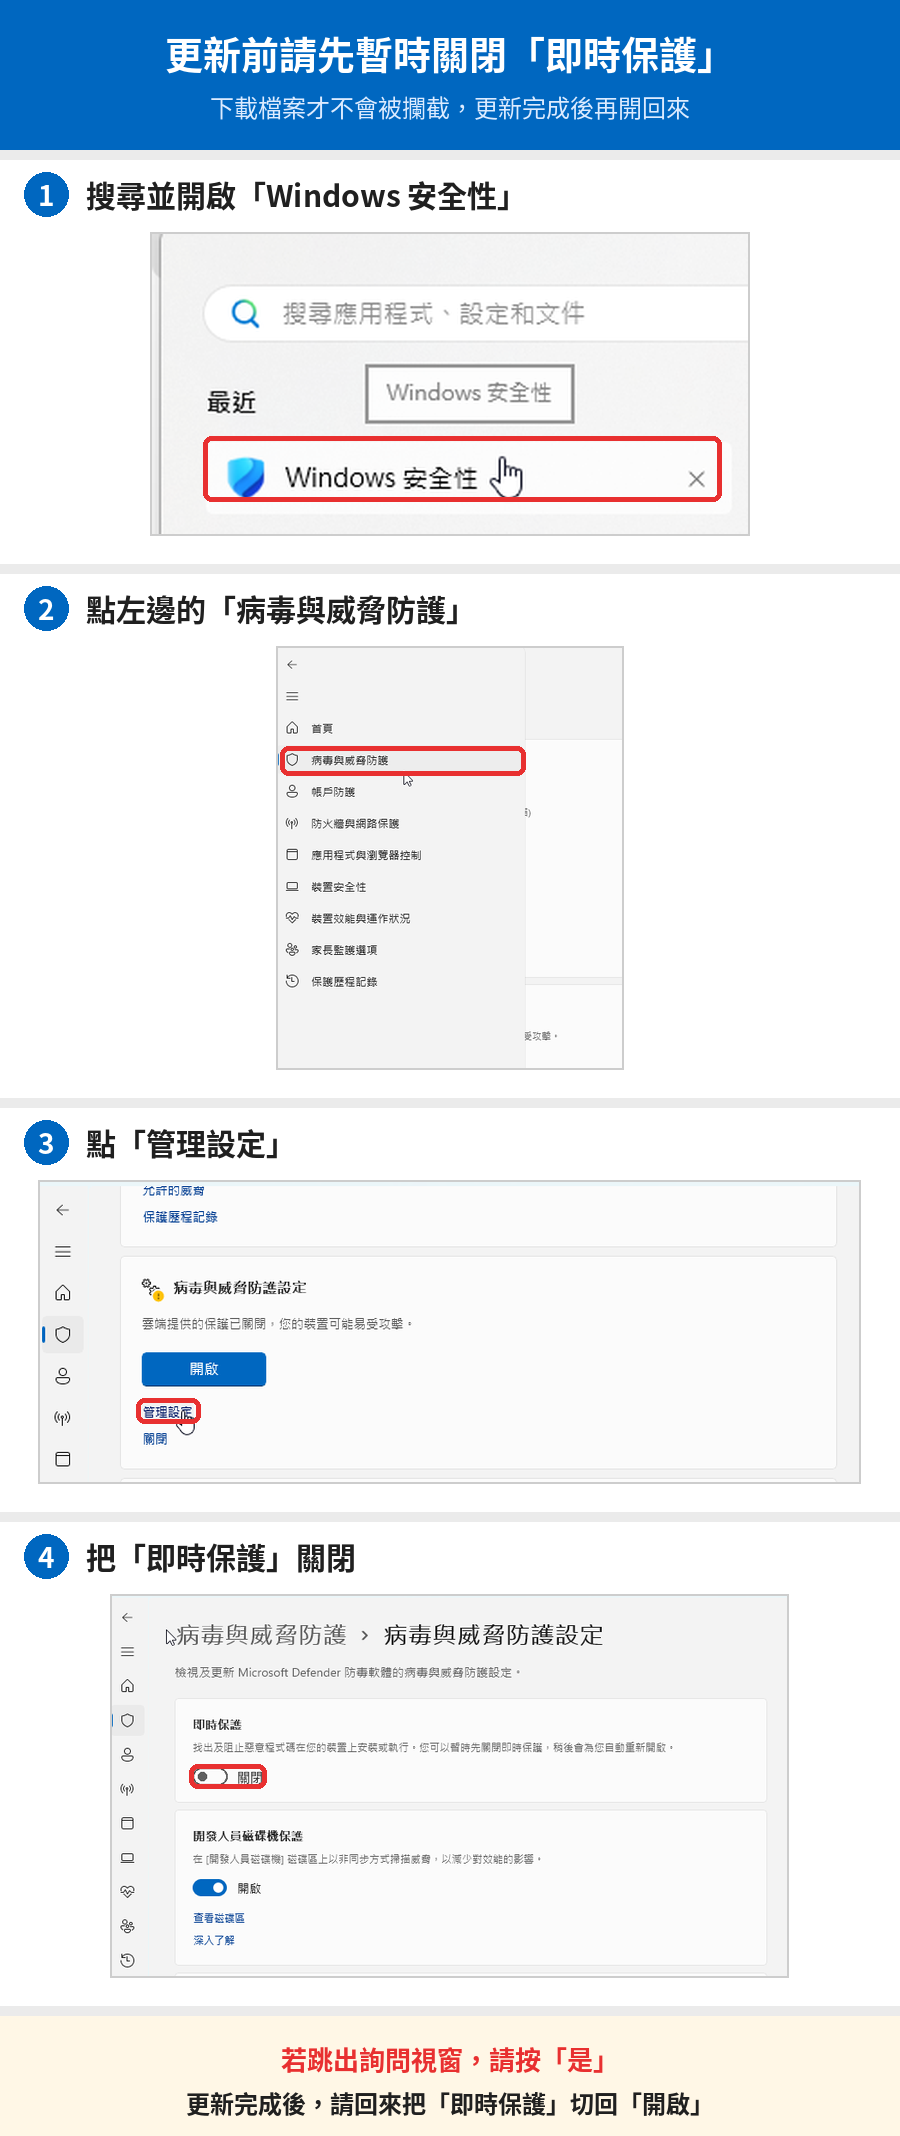 更新前請先暫時關閉「即時保護」
下載檔案才不會被攔截，更新完成後再開回來
1 搜尋並開啟「Windows 安全性」
搜尋應用程式、設定和文件
最近
Windows 安全性
Windows 安全性
2 點左邊的「病毒與威脅防護」
首頁
病毒與威脅防護
帳戶防護
防火牆與網路保護
應用程式與瀏覽器控制
裝置安全性
裝置效能與運作狀況
家長監護選項
保護歷程記錄
受攻擊。
3 點「管理設定」
允許的威脅
保護歷程記錄
病毒與威脅防護設定
雲端提供的保護已關閉，您的裝置可能易受攻擊。
開啟
管理設定
關閉
4 把「即時保護」關閉
病毒與威脅防護 › 病毒與威脅防護設定
檢視及更新 Microsoft Defender 防毒軟體的病毒與威脅防護設定。
即時保護
找出及阻止惡意程式碼在您的裝置上安裝或執行。您可以暫時先關閉即時保護，稍後會為您自動重新開啟。
關閉
開發人員磁碟機保護
在 [開發人員磁碟機] 磁碟區上以非同步方式掃描威脅，以減少對效能的影響。
開啟
查看磁碟區
深入了解
若跳出詢問視窗，請按「是」
更新完成後，請回來把「即時保護」切回「開啟」